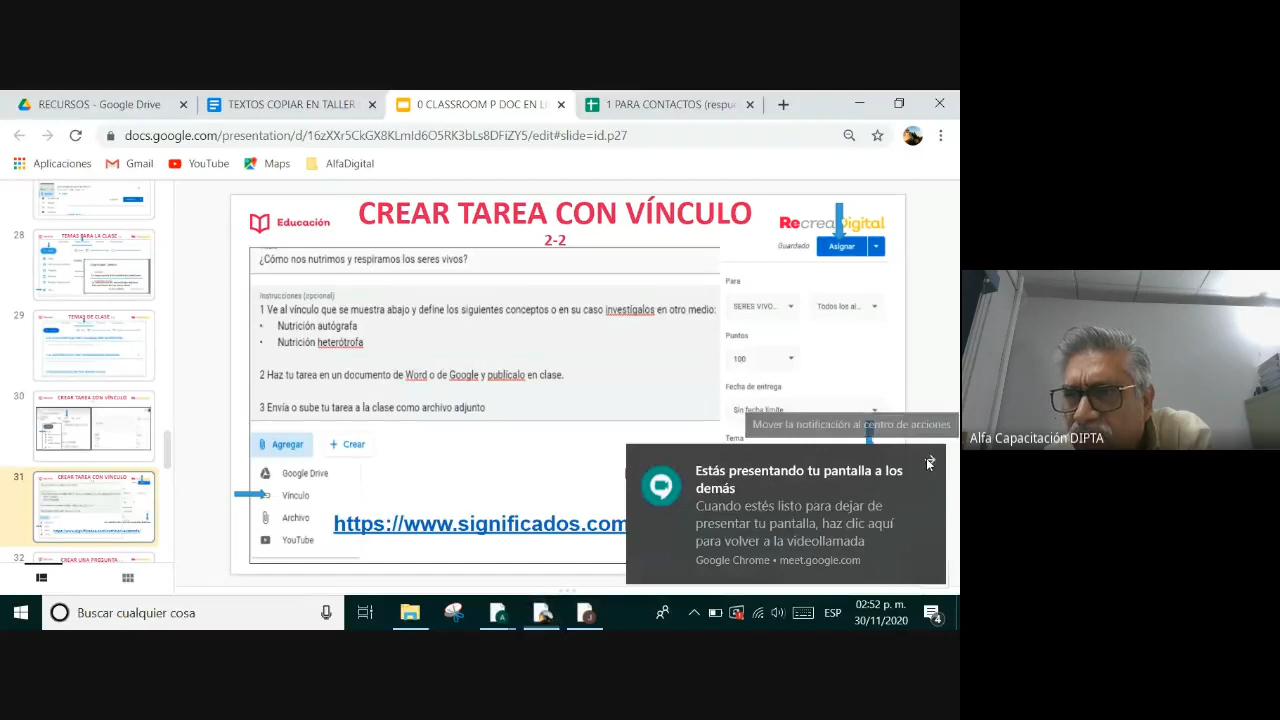 RECURSOS - Google Drive
TEXTOS COPIAR EN TALLER
0 CLASSROOM P DOC EN LI
1 PARA CONTACTOS (respu
docs.google.com/presentation/d/16zXXr5CkGX8KLmId6O5RK3bLs8DFiZY5/edit#slide=id.p27
Aplicaciones
Gmail
YouTube
Maps
AlfaDigital
28
TEMAS PARA LA CLASE
29
TEMAS DE CLASE
30
CREAR TAREA CON VÍNCULO
31
CREAR TAREA CON VÍNCULO
32
CREAR UNA PREGUNTA
Educación
CREAR TAREA CON VÍNCULO
2-2
RecreaDigital
Guardado
Asignar
¿Cómo nos nutrimos y respiramos los seres vivos?
Instrucciones (opcional)
1 Ve al vínculo que se muestra abajo y define los siguientes conceptos o en su caso investígalos en otro medio:
• Nutrición autógrafa
• Nutrición heterótrofa
2 Haz tu tarea en un documento de Word o de Google y publícalo en clase.
3 Envía o sube tu tarea a la clase como archivo adjunto
Para
SERES VIVO...
Todos los al...
Puntos
100
Fecha de entrega
Sin fecha límite
Tema
Agregar
+ Crear
Google Drive
Vínculo
Archivo
YouTube
https://www.significados.com
Mover la notificación al centro de acciones
Estás presentando tu pantalla a los
demás
Cuando estés listo para dejar de
presentar tu pantalla, haz clic aquí
para volver a la videollamada
Google Chrome • meet.google.com
Alfa Capacitación DIPTA
Buscar cualquier cosa
ESP
02:52 p. m.
30/11/2020
4